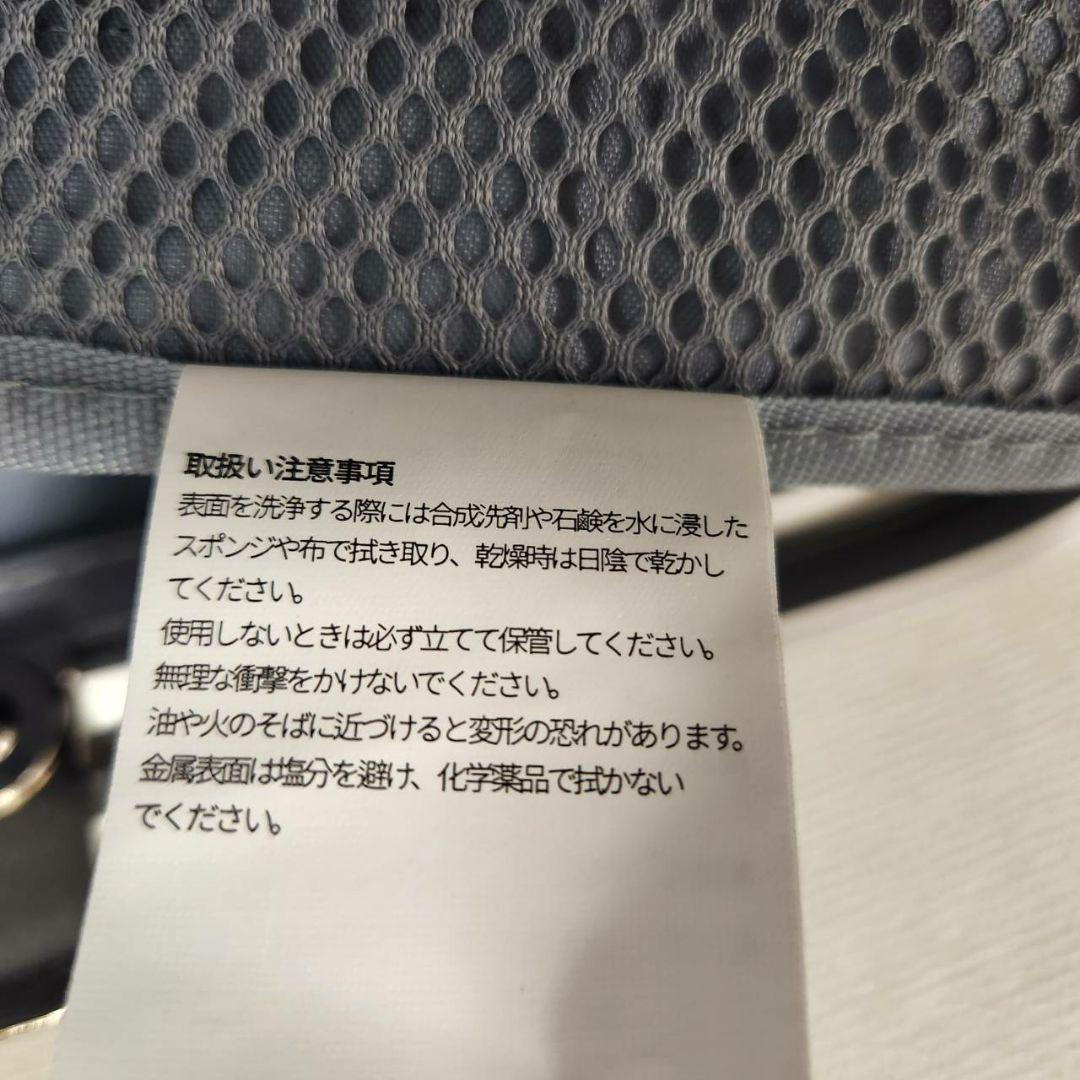 取扱い注意事項
表面を洗浄する際には合成洗剤や石鹸を水に浸した
スポンジや布で拭き取り、乾燥時は日陰で乾かし
てください。
使用しないときは必ず立てて保管してください。
無理な衝撃をかけないでください。
油や火のそばに近づけると変形の恐れがあります。
金属表面は塩分を避け、化学薬品で拭かない
でください。